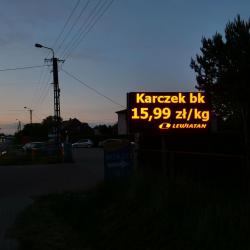 Karczek bk
15,99 zł/kg
LEWIATAN